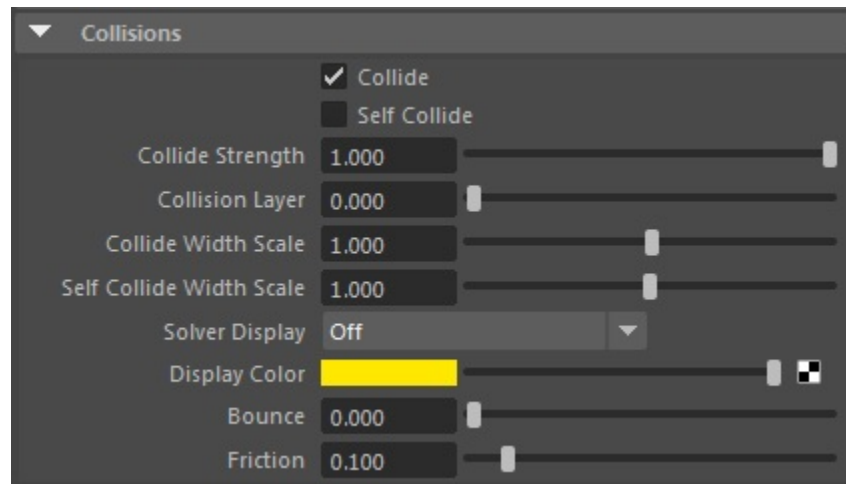 Collisions
Collide
Self Collide
Collide Strength 1.000
Collision Layer 0.000
Collide Width Scale 1.000
Self Collide Width Scale 1.000
Solver Display Off
Display Color
Bounce 0.000
Friction 0.100